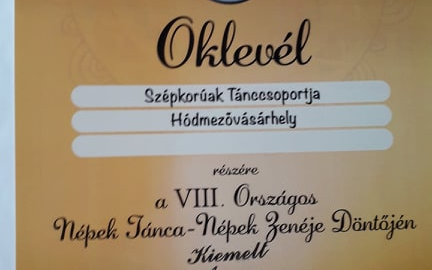 Oklevél
Szépkorúak Tánccsoportja
Hódmezővásárhely
részére
a VIII. Országos
Népek Tánca-Népek Zenéje Döntőjén
Kiemelt